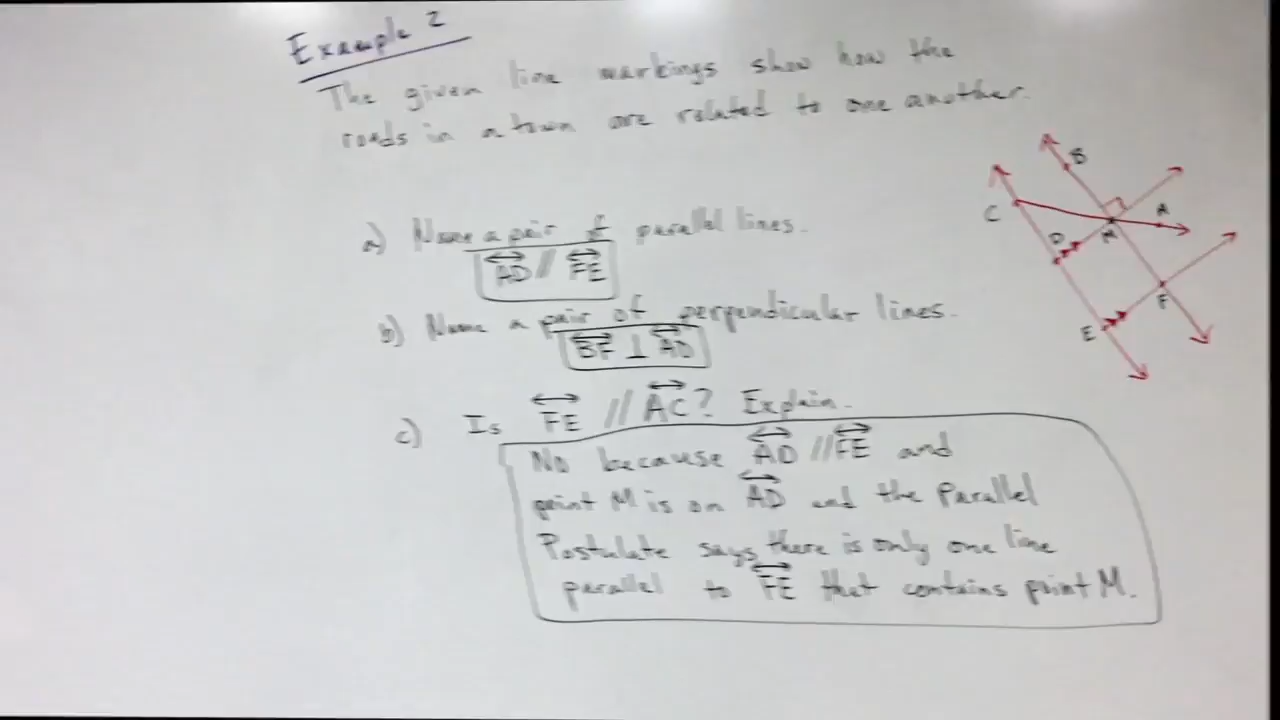 Example 2
The given line markings show how the
roads in a town are related to one another.
a) Name a pair of parallel lines.
AD // FE
b) Name a pair of perpendicular lines.
BF ⊥ AD
c) Is FE // AC? Explain.
No because AD // FE and
point M is on AD and the Parallel
Postulate says there is only one line
parallel to FE that contains point M.
B
C
A
M
D
F
E